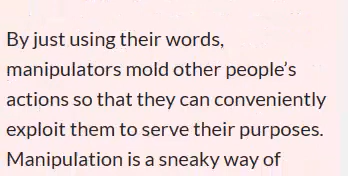 By just using their words,
manipulators mold other people's
actions so that they can conveniently
exploit them to serve their purposes.
Manipulation is a sneaky way of